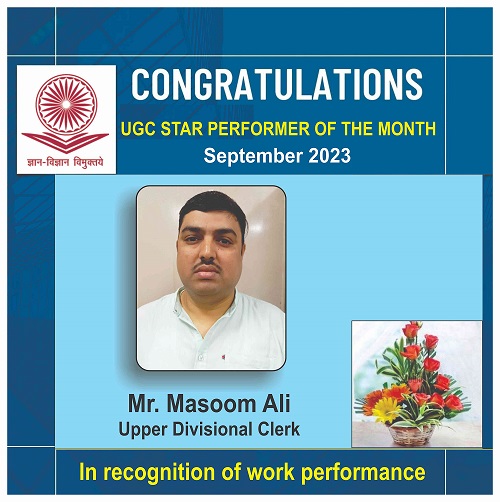 CONGRATULATIONS
UGC STAR PERFORMER OF THE MONTH
September 2023
ज्ञान-विज्ञान विमुक्तये
Mr. Masoom Ali
Upper Divisional Clerk
In recognition of work performance